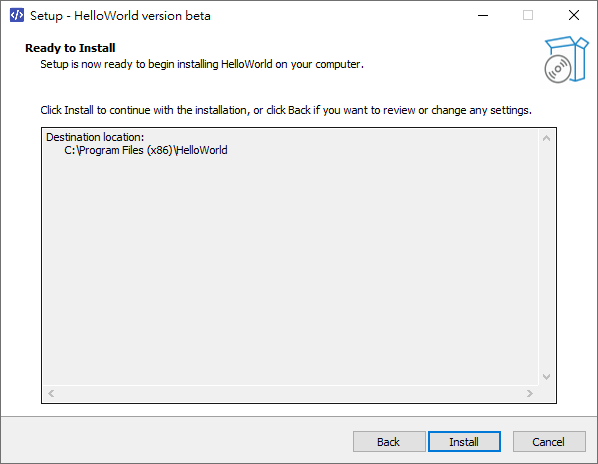 Setup - HelloWorld version beta
Ready to Install
Setup is now ready to begin installing HelloWorld on your computer.
Click Install to continue with the installation, or click Back if you want to review or change any settings.
Destination location:
C:\Program Files (x86)\HelloWorld
Back
Install
Cancel